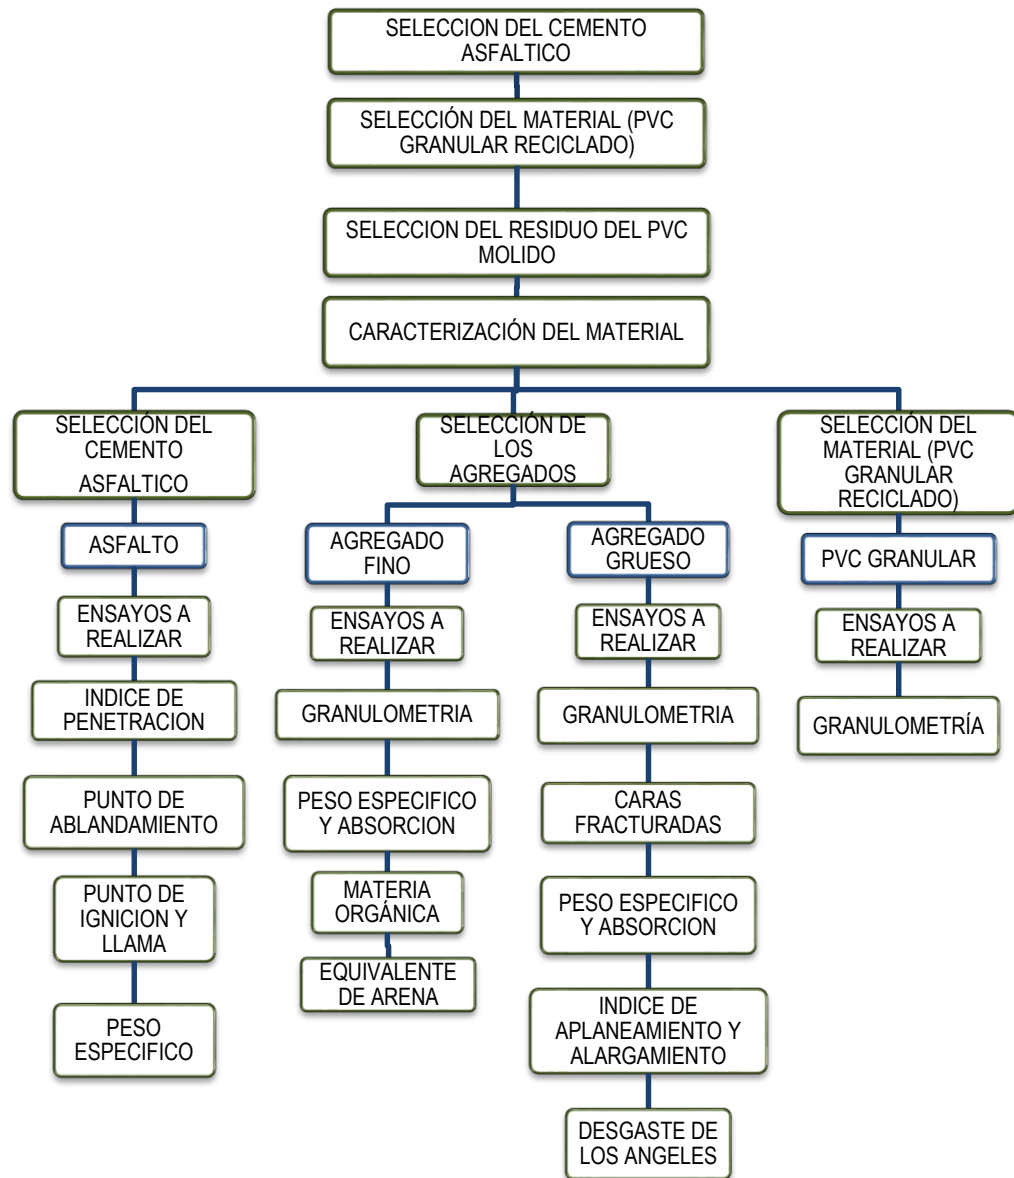 SELECCION DEL CEMENTO
ASFALTICO
SELECCIÓN DEL MATERIAL (PVC
GRANULAR RECICLADO)
SELECCION DEL RESIDUO DEL PVC
MOLIDO
CARACTERIZACIÓN DEL MATERIAL
SELECCIÓN DEL
CEMENTO
ASFALTICO
ASFALTO
ENSAYOS A
REALIZAR
INDICE DE
PENETRACION
PUNTO DE
ABLANDAMIENTO
PUNTO DE
IGNICION Y
LLAMA
PESO
ESPECIFICO
SELECCIÓN DE
LOS
AGREGADOS
AGREGADO
FINO
ENSAYOS A
REALIZAR
GRANULOMETRIA
PESO ESPECIFICO
Y ABSORCION
MATERIA
ORGÁNICA
EQUIVALENTE
DE ARENA
AGREGADO
GRUESO
ENSAYOS A
REALIZAR
GRANULOMETRIA
CARAS
FRACTURADAS
PESO ESPECIFICO
Y ABSORCION
INDICE DE
APLANEAMIENTO Y
ALARGAMIENTO
DESGASTE DE
LOS ANGELES
SELECCIÓN DEL
MATERIAL (PVC
GRANULAR
RECICLADO)
PVC GRANULAR
ENSAYOS A
REALIZAR
GRANULOMETRÍA